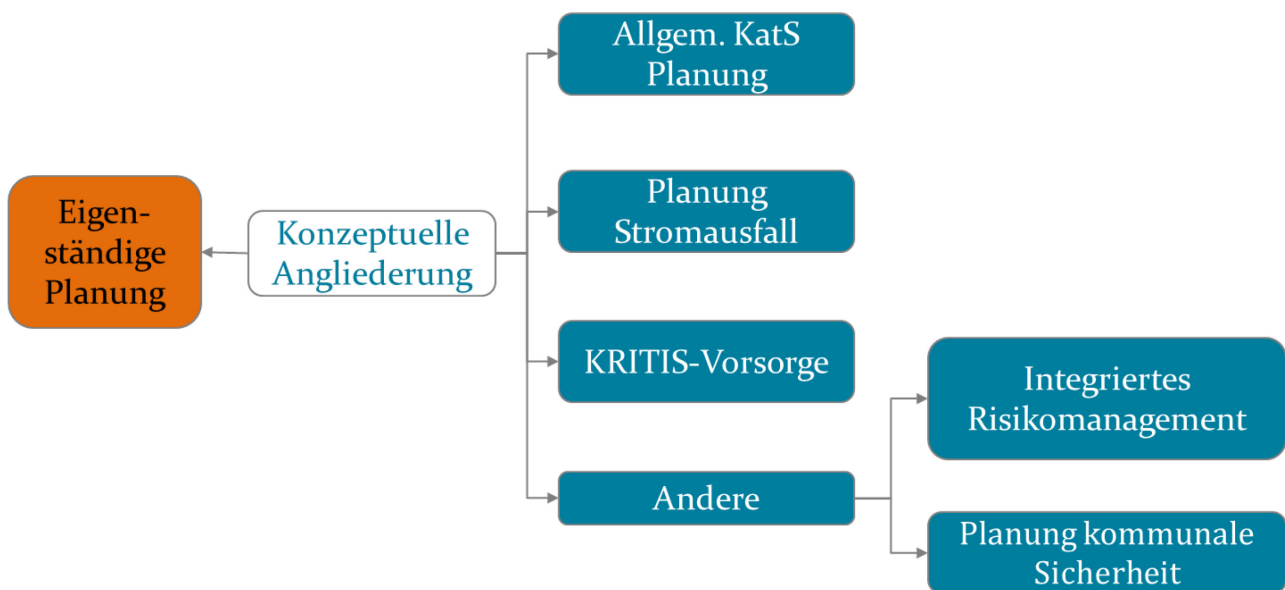 Eigen-
ständige
Planung
Konzeptuelle
Angliederung
Allgem. KatS
Planung
Planung
Stromausfall
KRITIS-Vorsorge
Andere
Integriertes
Risikomanagement
Planung kommunale
Sicherheit